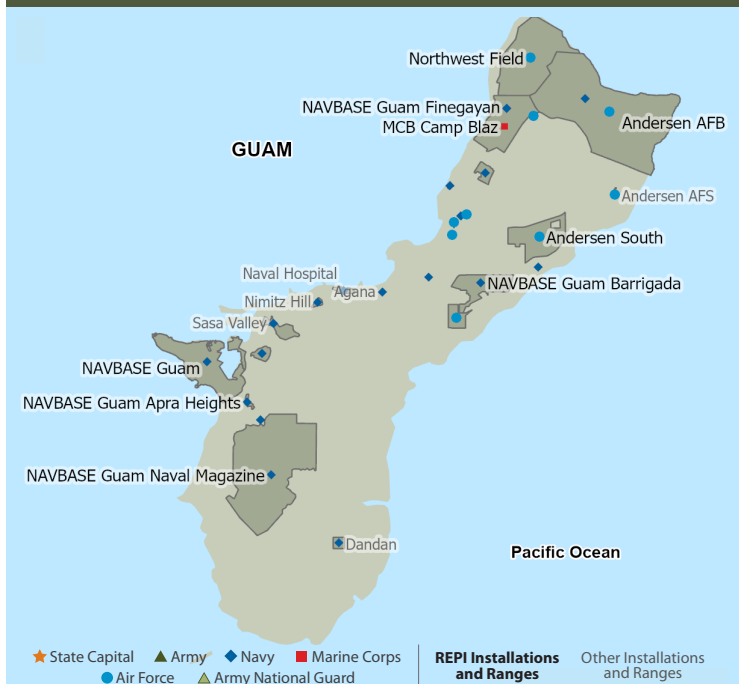 Northwest Field
NAVBASE Guam Finegayan
MCB Camp Blaz
Andersen AFB
GUAM
Andersen AFS
Andersen South
Naval Hospital
Agana
NAVBASE Guam Barrigada
Nimitz Hill
Sasa Valley
NAVBASE Guam
NAVBASE Guam Apra Heights
NAVBASE Guam Naval Magazine
Dandan
Pacific Ocean
State Capital Army Navy Marine Corps
Air Force Army National Guard
REPI Installations
and Ranges
Other Installations
and Ranges